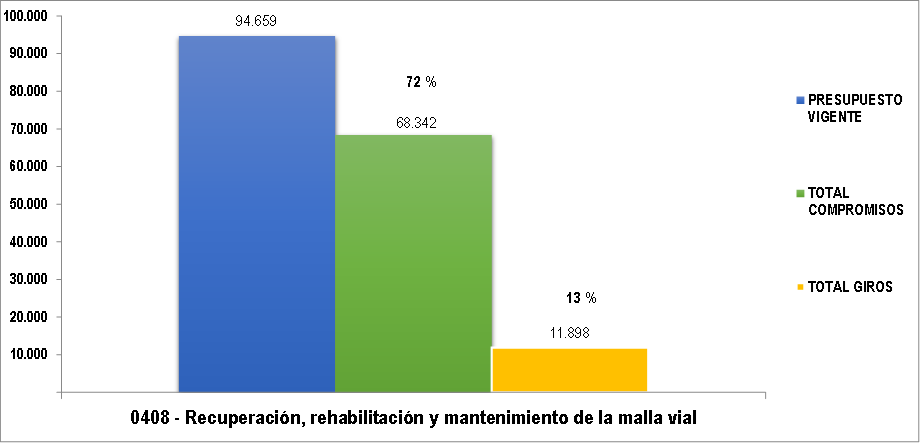 100.000
90.000
80.000
70.000
60.000
50.000
40.000
30.000
20.000
10.000
94.659
72 %
68.342
13 %
11.898
0408 - Recuperación, rehabilitación y mantenimiento de la malla vial
PRESUPUESTO
VIGENTE
TOTAL
COMPROMISOS
TOTAL GIROS